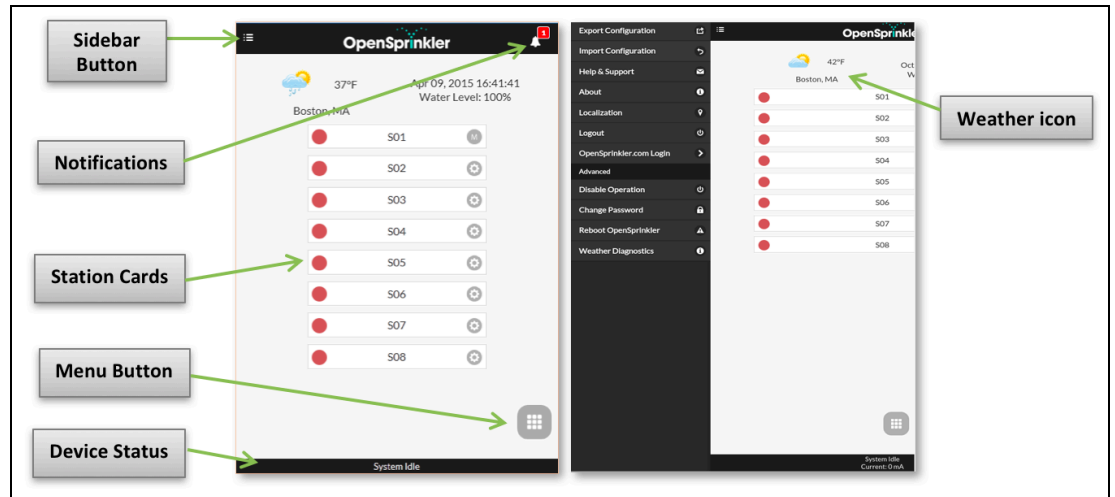 Sidebar
Button
Notifications
Station Cards
Menu Button
Device Status
OpenSprinkler
1
37°F
Boston, MA
Apr 09, 2015 16:41:41
Water Level: 100%
S01
M
S02
S03
S04
S05
S06
S07
S08
System Idle
Export Configuration
Import Configuration
Help & Support
About
Localization
Logout
OpenSprinkler.com Login
Advanced
Disable Operation
Change Password
Reboot OpenSprinkler
Weather Diagnostics
OpenSprinkle
42°F
Boston, MA
Oct
W
S01
S02
S03
S04
S05
S06
S07
S08
System Idle
Current: 0 mA
Weather icon